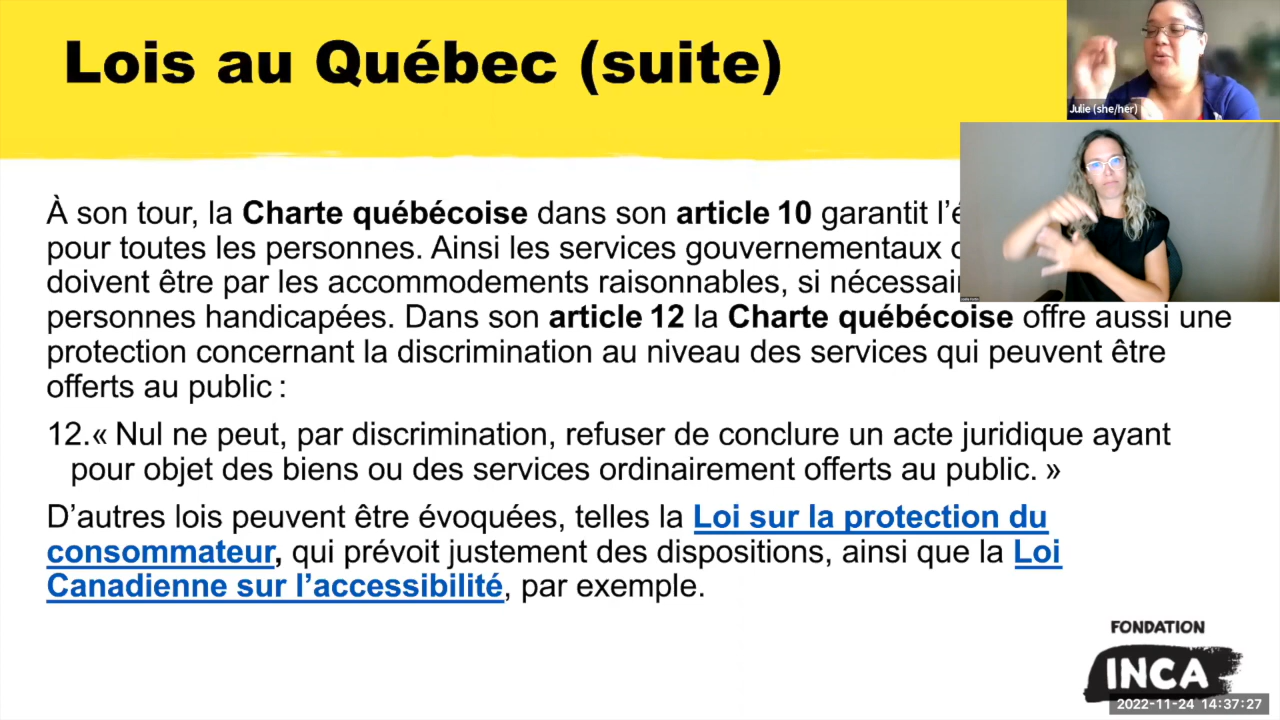 Lois au Québec (suite)
Julie (she/her)
À son tour, la Charte québécoise dans son article 10 garantit
pour toutes les personnes. Ainsi les services gouvernementaux
doivent être par les accommodements raisonnables, si
personnes handicapées. Dans son article 12 la Charte québécoise offre aussi une
protection concernant la discrimination au niveau des services qui peuvent être
offerts au public :
12.« Nul ne peut, par discrimination, refuser de conclure un acte juridique ayant
pour objet des biens ou des services ordinairement offerts au public. »
D’autres lois peuvent être évoquées, telles la Loi sur la protection du
consommateur, qui prévoit justement des dispositions, ainsi que la Loi
Canadienne sur l’accessibilité, par exemple.
FONDATION
INCA
2022-11-24 14:37:27